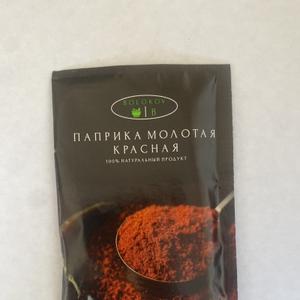 BOLOKOV
B
ПАПРИКА МОЛОТАЯ
КРАСНАЯ
100% НАТУРАЛЬНЫЙ ПРОДУКТ